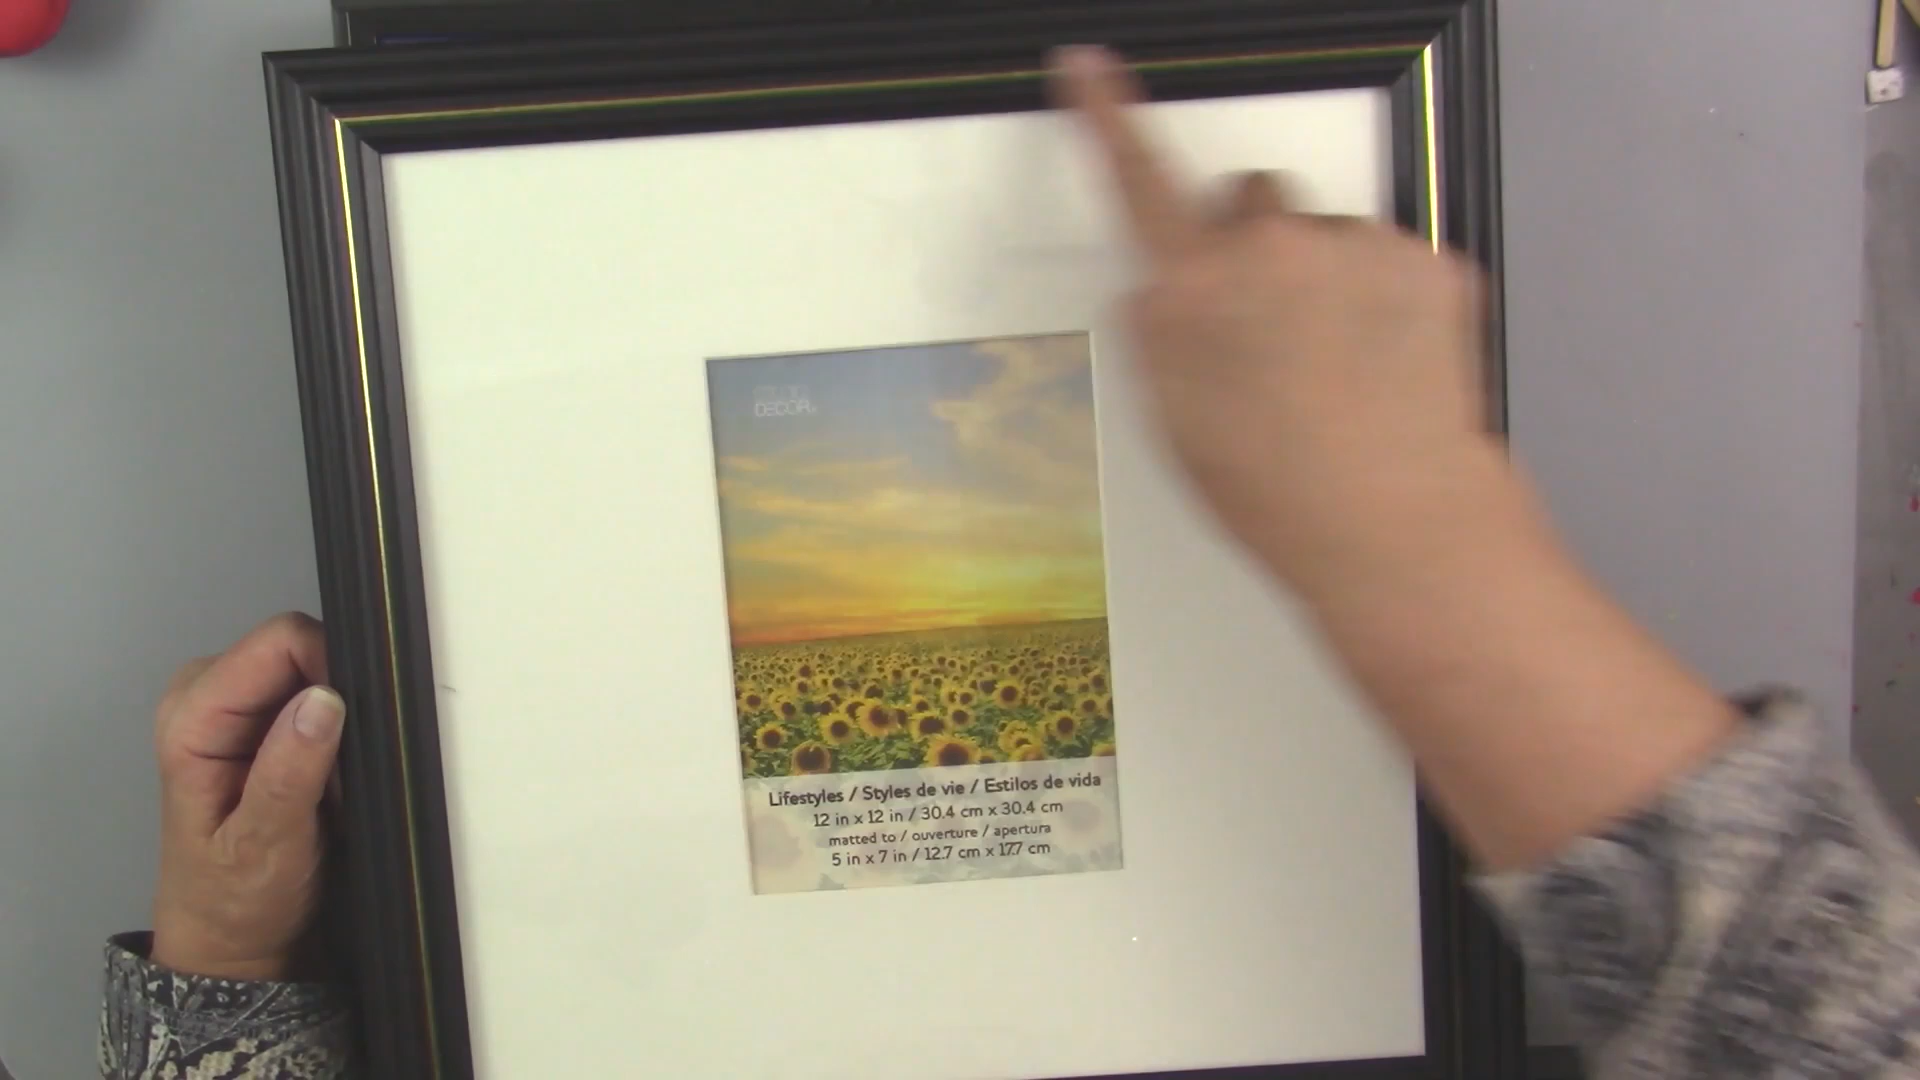 DECOR
Lifestyles / Styles de vie / Estilos de vida
12 in x 12 in / 30.4 cm x 30.4 cm
matted to / ouverture / apertura
5 in x 7 in / 12.7 cm x 17.7 cm